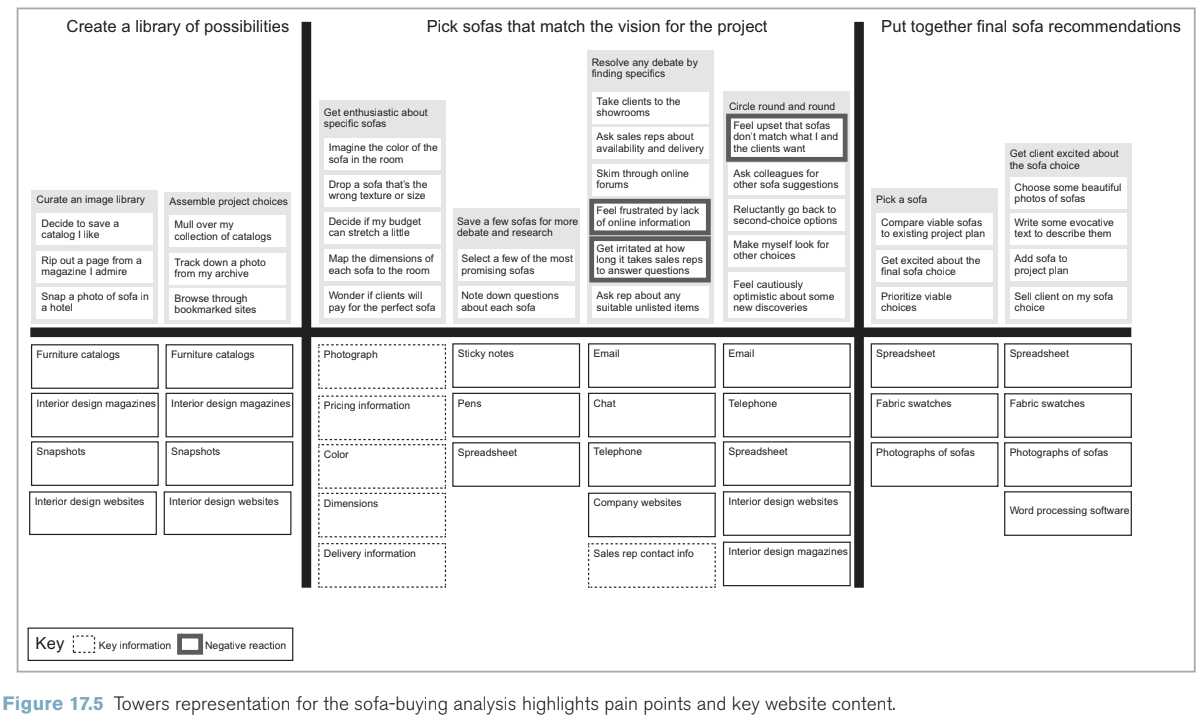 Create a library of possibilities
Pick sofas that match the vision for the project
Put together final sofa recommendations
Curate an image library
Decide to save a
catalog I like
Rip out a page from a
magazine I admire
Snap a photo of sofa in
a hotel
Assemble project choices
Mull over my
collection of catalogs
Track down a photo
from my archive
Browse through
bookmarked sites
Get enthusiastic about
specific sofas
Imagine the color of the
sofa in the room
Drop a sofa that's the
wrong texture or size
Decide if my budget
can stretch a little
Map the dimensions of
each sofa to the room
Wonder if clients will
pay for the perfect sofa
Save a few sofas for more
debate and research
Select a few of the most
promising sofas
Note down questions
about each sofa
Resolve any debate by
finding specifics
Take clients to the
showrooms
Ask sales reps about
availability and delivery
Skim through online
forums
Feel frustrated by lack
of online information
Get irritated at how
long it takes sales reps
to answer questions
Ask rep about any
suitable unlisted items
Circle round and round
Feel upset that sofas
don't match what I and
the clients want
Ask colleagues for
other sofa suggestions
Reluctantly go back to
second-choice options
Make myself look for
other choices
Feel cautiously
optimistic about some
new discoveries
Pick a sofa
Compare viable sofas
to existing project plan
Get excited about the
final sofa choice
Prioritize viable
choices
Get client excited about
the sofa choice
Choose some beautiful
photos of sofas
Write some evocative
text to describe them
Add sofa to
project plan
Sell client on my sofa
choice
Furniture catalogs
Interior design magazines
Snapshots
Interior design websites
Furniture catalogs
Interior design magazines
Snapshots
Interior design websites
Photograph
Pricing information
Color
Dimensions
Delivery information
Sticky notes
Pens
Spreadsheet
Email
Chat
Telephone
Company websites
Sales rep contact info
Email
Telephone
Spreadsheet
Interior design websites
Interior design magazines
Spreadsheet
Fabric swatches
Photographs of sofas
Spreadsheet
Fabric swatches
Photographs of sofas
Word processing software
Key
Key information
Negative reaction
Figure 17.5 Towers representation for the sofa-buying analysis highlights pain points and key website content.